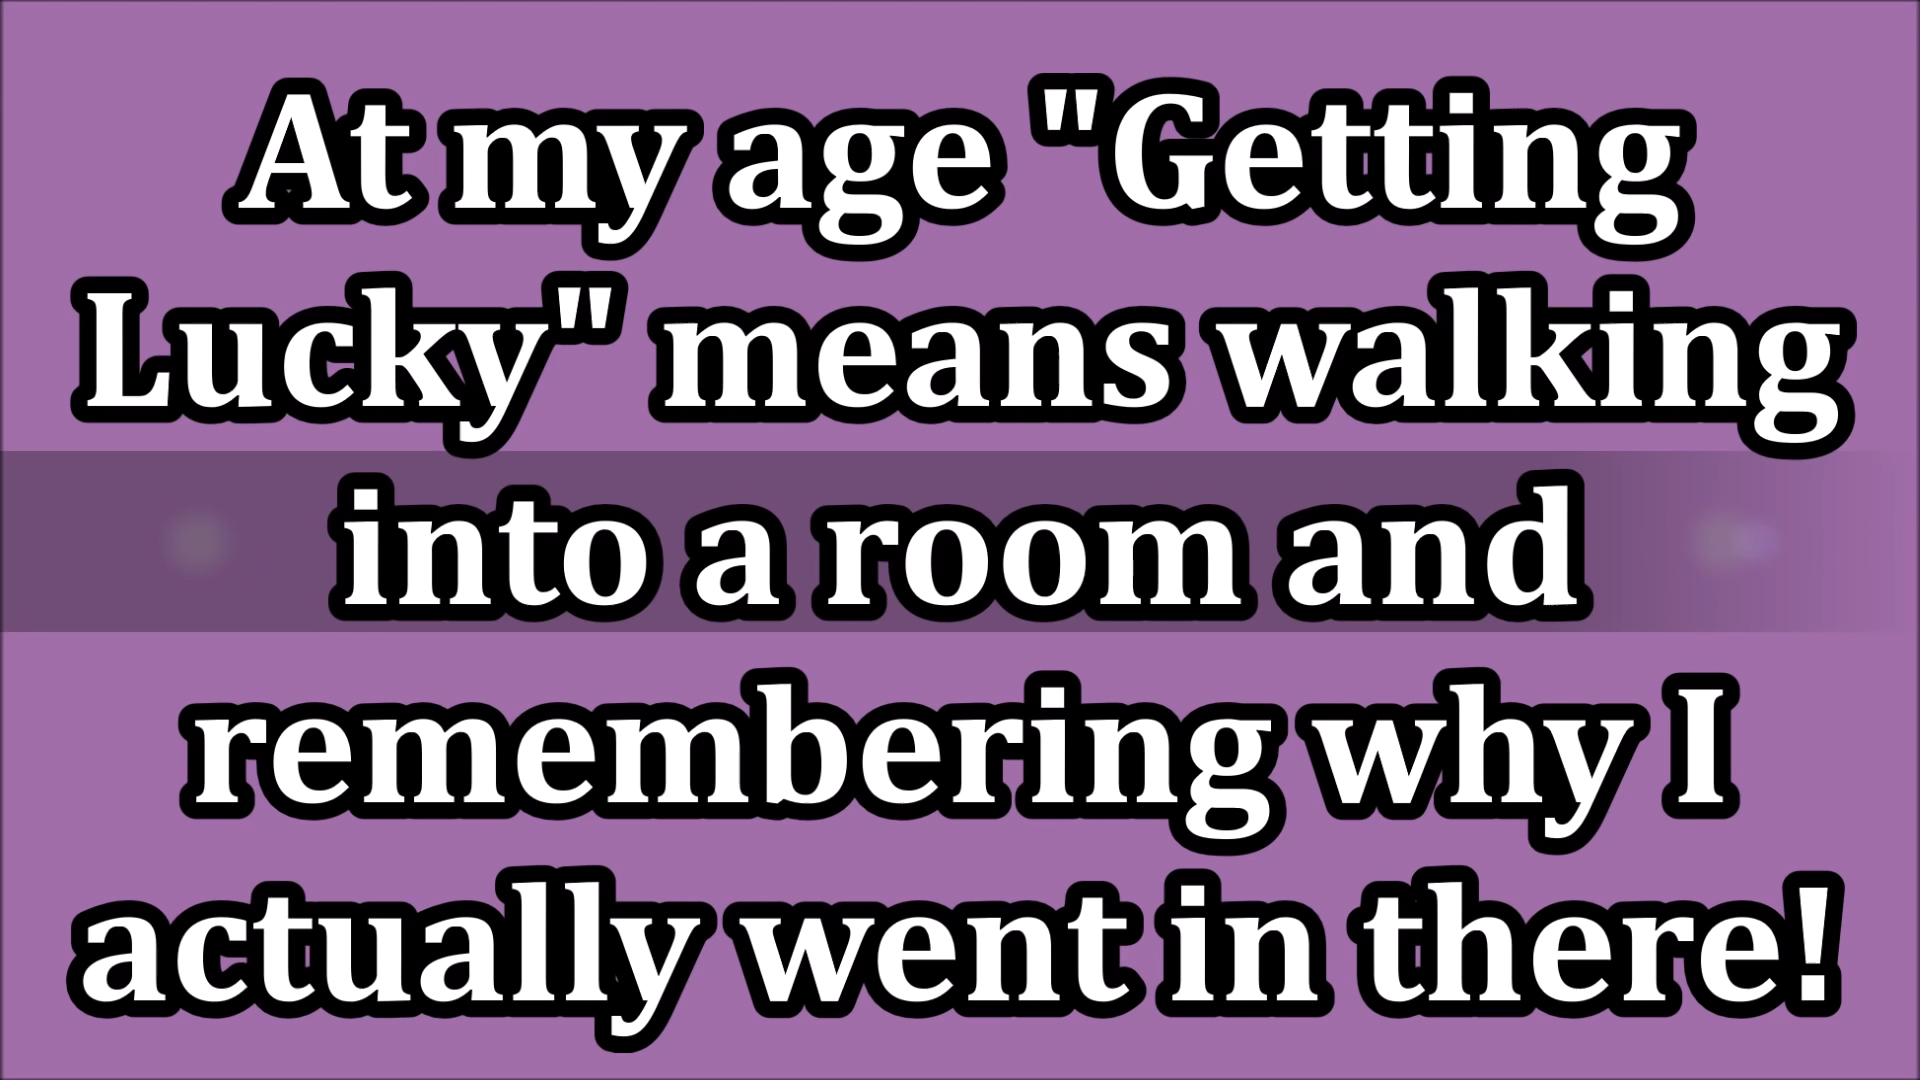 At my age "Getting
Lucky" means walking
into a room and
remembering why I
actually went in there!